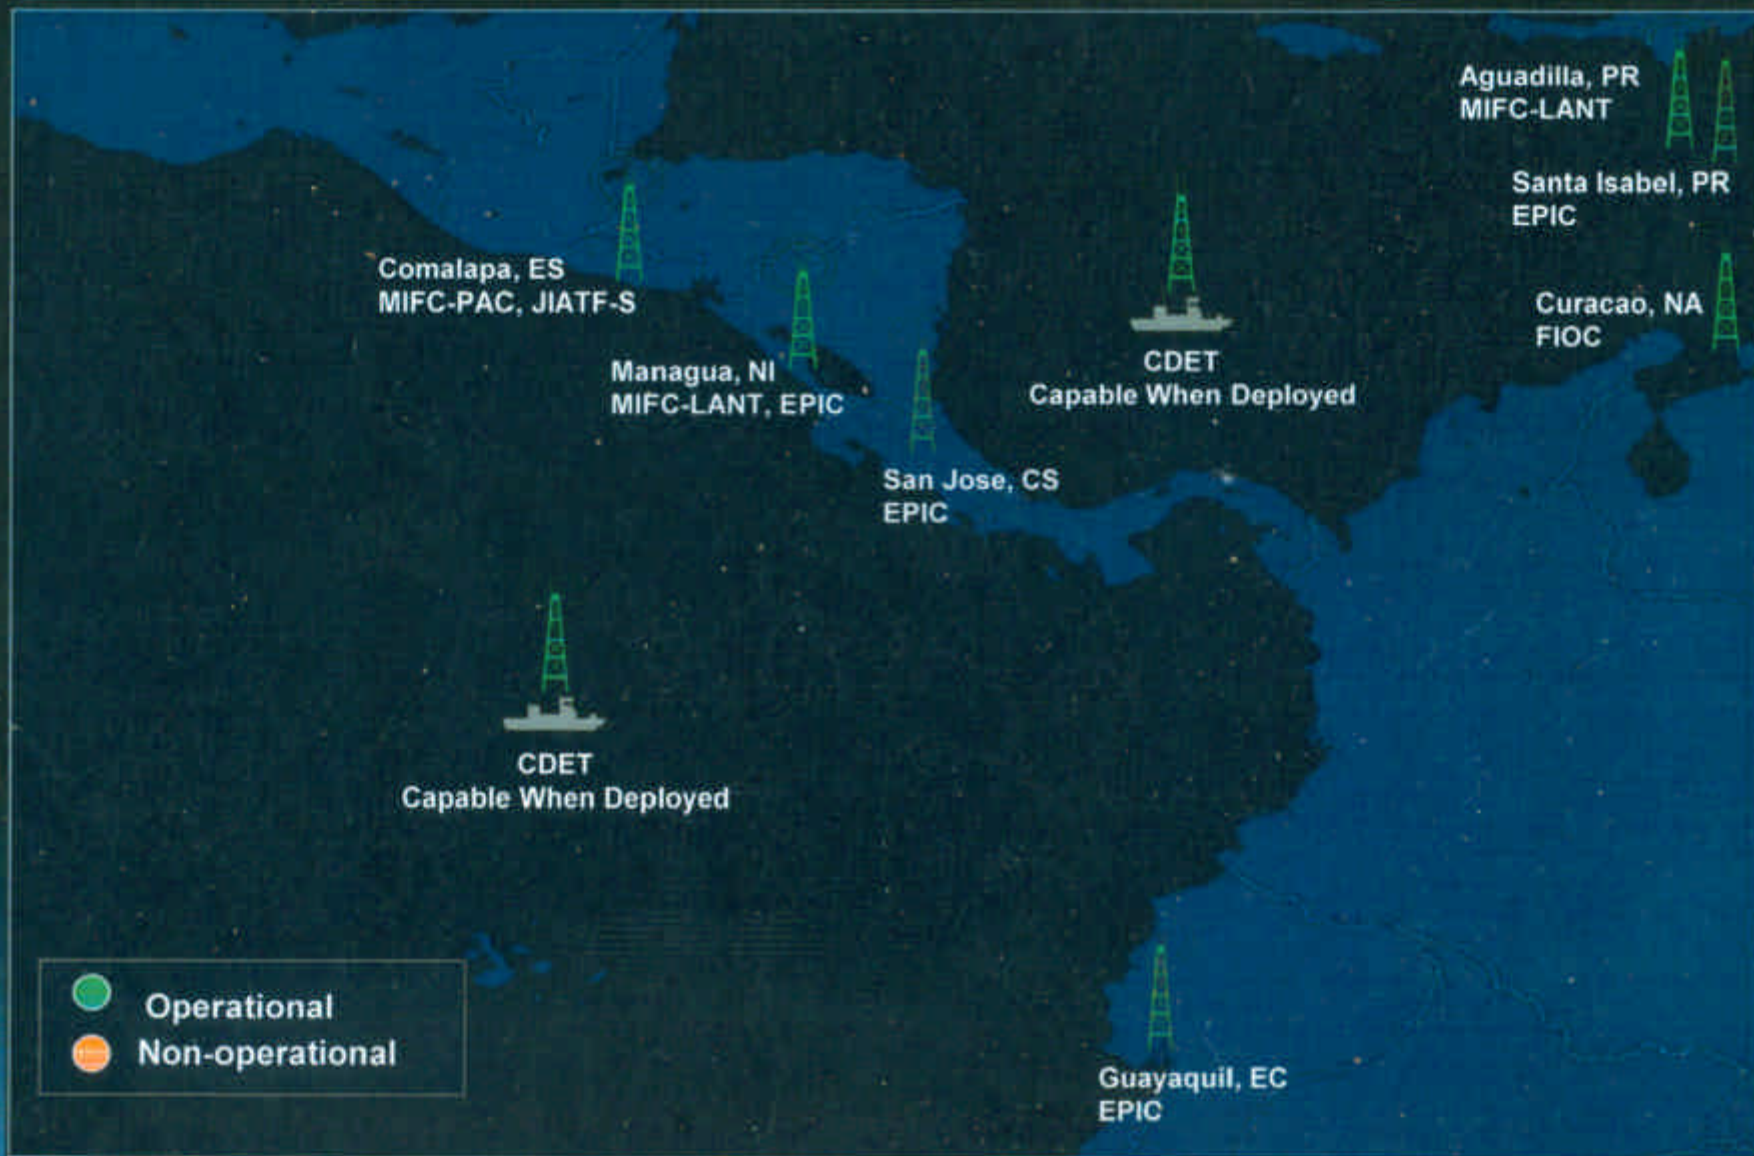 Aguadilla, PR
MIFC-LANT
Santa Isabel, PR
EPIC
Comalapa, ES
MIFC-PAC, JIATF-S
Curacao, NA
FIOC
Managua, NI
MIFC-LANT, EPIC
CDET
Capable When Deployed
San Jose, CS
EPIC
CDET
Capable When Deployed
Operational
Non-operational
Guayaquil, EC
EPIC